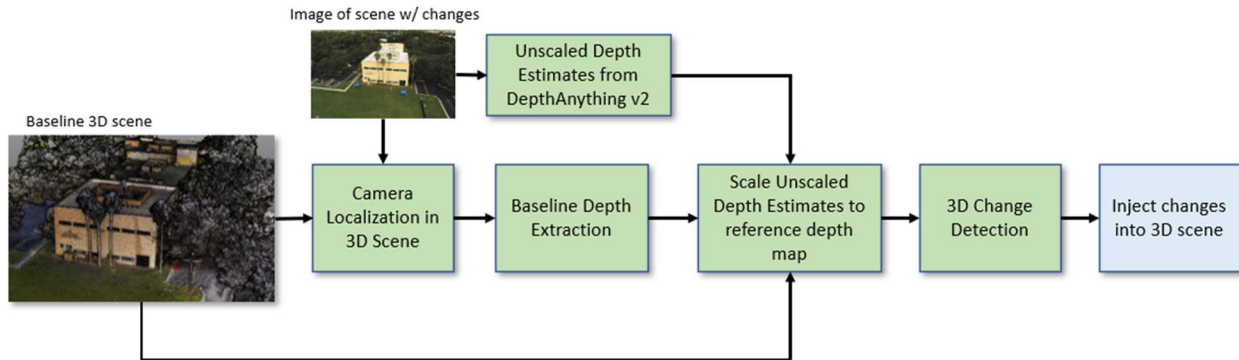 Image of scene w/ changes
Unscaled Depth
Estimates from
DepthAnything v2
Baseline 3D scene
Camera
Localization in
3D Scene
Baseline Depth
Extraction
Scale Unscaled
Depth Estimates to
reference depth
map
3D Change
Detection
Inject changes
into 3D scene